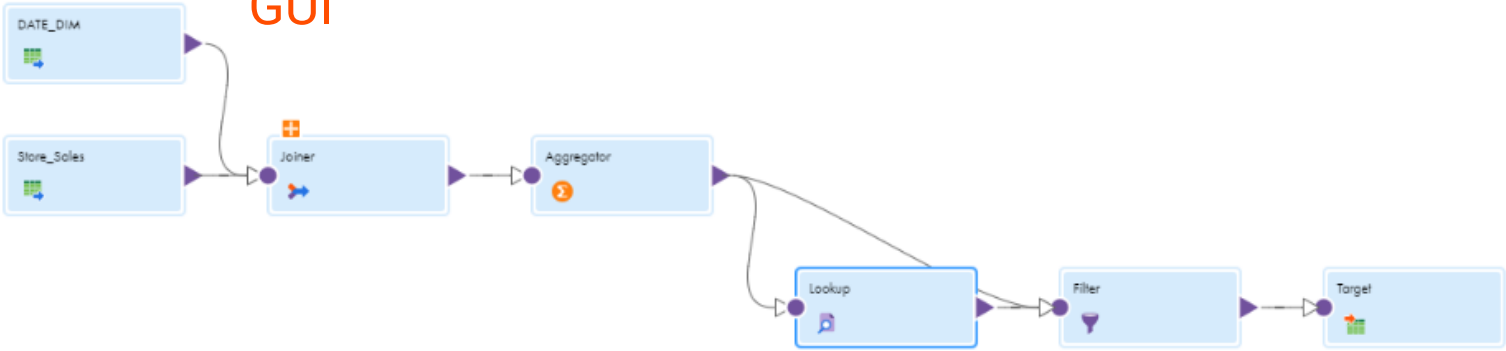 GUI
DATE_DIM
Store_Sales
Joiner
Aggregator
Lookup
Filter
Target